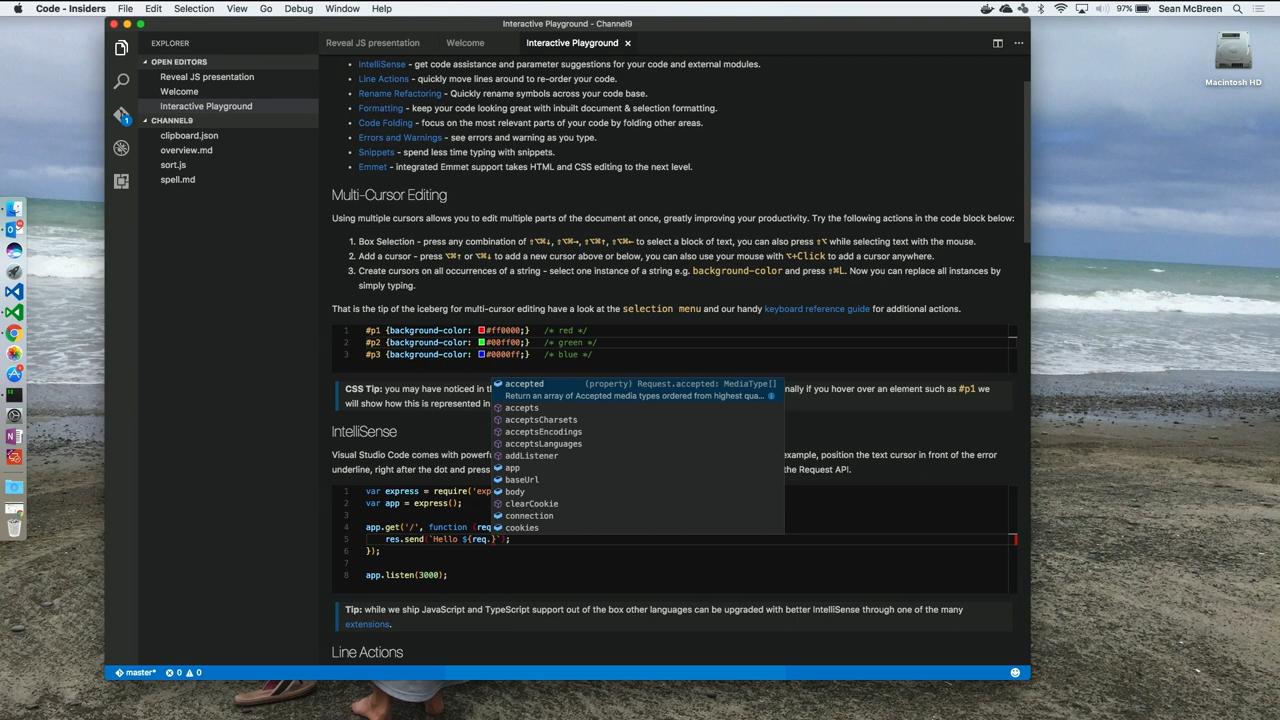 Code - Insiders File Edit Selection View Go Debug Window Help 97% Sean McBreen
Interactive Playground - Channel9
EXPLORER
Reveal JS presentation Welcome Interactive Playground ×
OPEN EDITORS
Reveal JS presentation
Welcome
Interactive Playground
CHANNEL9
clipboard.json
overview.md
sort.js
spell.md
1
Macintosh HD
• IntelliSense - get code assistance and parameter suggestions for your code and external modules.
• Line Actions - quickly move lines around to re-order your code.
• Rename Refactoring - Quickly rename symbols across your code base.
• Formatting - keep your code looking great with inbuilt document & selection formatting.
• Code Folding - focus on the most relevant parts of your code by folding other areas.
• Errors and Warnings - see errors and warning as you type.
• Snippets - spend less time typing with snippets.
• Emmet - integrated Emmet support takes HTML and CSS editing to the next level.
Multi-Cursor Editing
Using multiple cursors allows you to edit multiple parts of the document at once, greatly improving your productivity. Try the following actions in the code block below:
1. Box Selection - press any combination of ⇧⌥⌘↓, ⇧⌥⌘→, ⇧⌥⌘↑, ⇧⌥⌘← to select a block of text, you can also press ⇧⌥ while selecting text with the mouse.
2. Add a cursor - press ⌥⌘↑ or ⌥⌘↓ to add a new cursor above or below, you can also use your mouse with ⌥+Click to add a cursor anywhere.
3. Create cursors on all occurrences of a string - select one instance of a string e.g. background-color and press ⇧⌘L. Now you can replace all instances by
simply typing.
That is the tip of the iceberg for multi-cursor editing have a look at the selection menu and our handy keyboard reference guide for additional actions.
1 #p1 {background-color: #ff0000;} /* red */
2 #p2 {background-color: #00ff00;} /* green */
3 #p3 {background-color: #0000ff;} /* blue */
CSS Tip: you may have noticed in th nally if you hover over an element such as #p1 we
will show how this is represented in
accepted (property) Request.accepted: MediaType[]
Return an array of Accepted media types ordered from highest qua...
accepts
acceptsCharsets
acceptsEncodings
acceptsLanguages
addListener
app
baseUrl
body
clearCookie
connection
cookies
IntelliSense
Visual Studio Code comes with powerf example, position the text cursor in front of the error
underline, right after the dot and press the Request API.
1 var express = require('exp
2 var app = express();
3
4 app.get('/', function (req
5 res.send(`Hello ${req.}`);
6 });
7
8 app.listen(3000);
Tip: while we ship JavaScript and TypeScript support out of the box other languages can be upgraded with better IntelliSense through one of the many
extensions.
Line Actions
master* 0 0